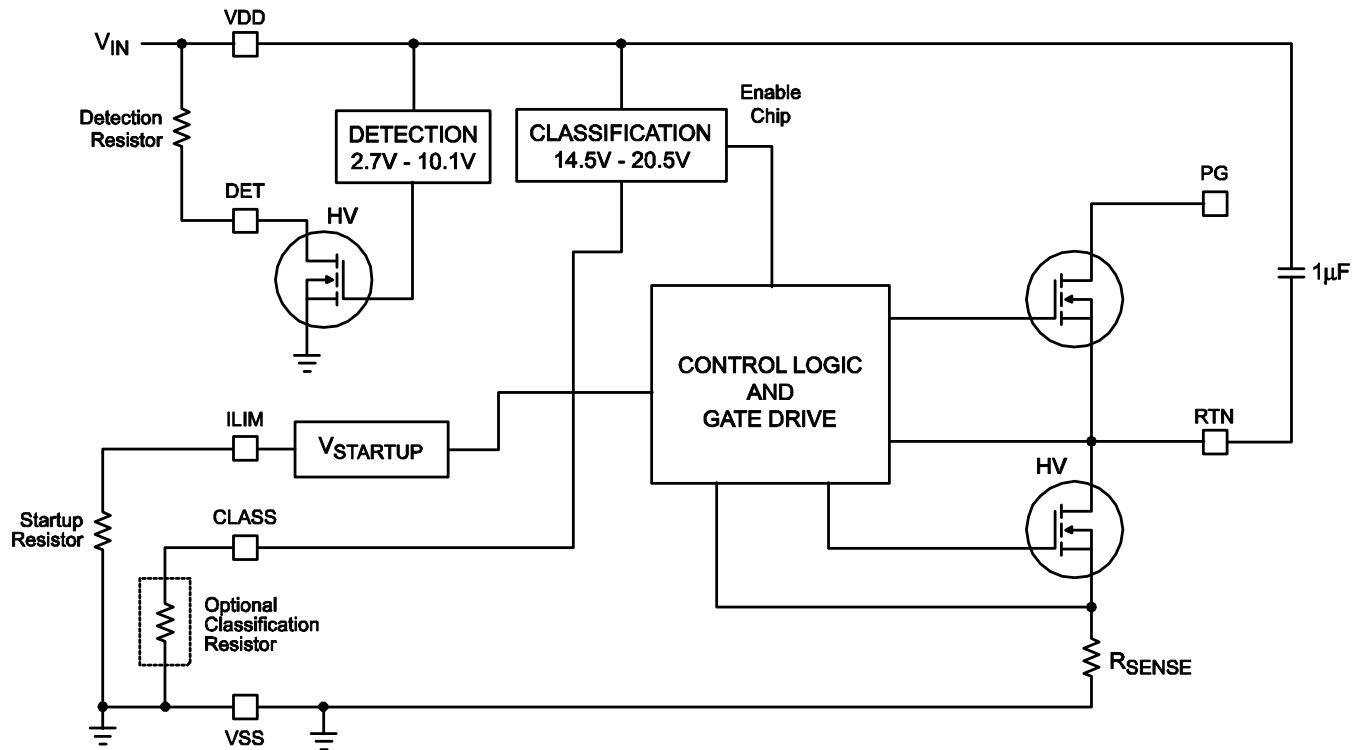 VDD
VIN
Enable
Chip
Detection
Resistor
DETECTION
2.7V - 10.1V
CLASSIFICATION
14.5V - 20.5V
PG
DET
HV
1μF
CONTROL LOGIC
AND
GATE DRIVE
ILIM
VSTARTUP
RTN
HV
Startup
Resistor
CLASS
Optional
Classification
Resistor
RSENSE
VSS